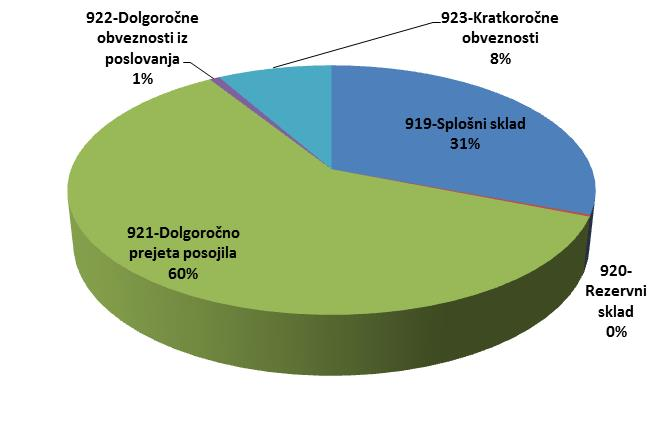 922-Dolgoročne
obveznosti iz
poslovanja
1%
923-Kratkoročne
obveznosti
8%
919-Splošni sklad
31%
921-Dolgoročno
prejeta posojila
60%
920-
Rezervni
sklad
0%